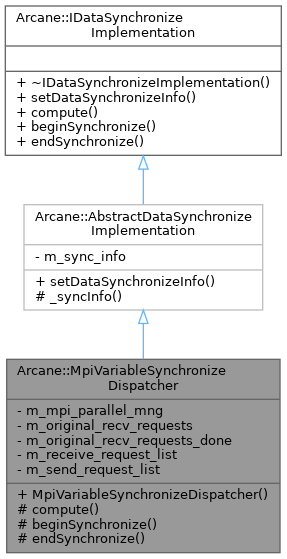 Arcane::IDataSynchronize
Implementation
+ ~IDataSynchronizeImplementation()
+ setDataSynchronizeInfo()
+ compute()
+ beginSynchronize()
+ endSynchronize()
Arcane::AbstractDataSynchronize
Implementation
- m_sync_info
+ setDataSynchronizeInfo()
# _syncInfo()
Arcane::MpiVariableSynchronize
Dispatcher
- m_mpi_parallel_mng
- m_original_recv_requests
- m_original_recv_requests_done
- m_receive_request_list
- m_send_request_list
+ MpiVariableSynchronizeDispatcher()
# compute()
# beginSynchronize()
# endSynchronize()